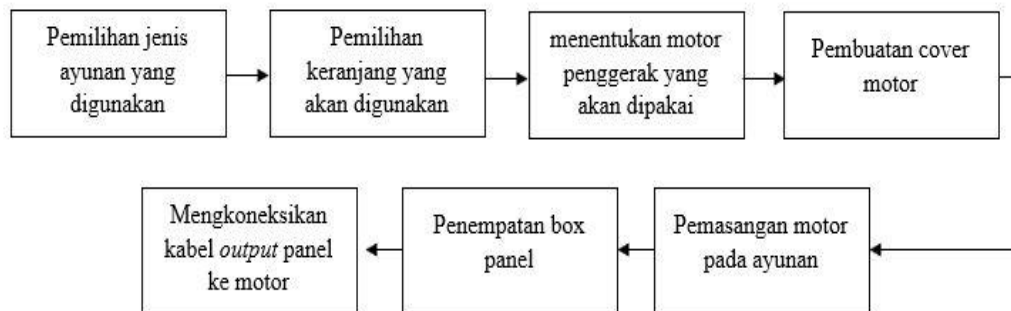 Pemilihan jenis
ayunan yang
digunakan
Pemilihan
keranjang yang
akan digunakan
menentukan motor
penggerak yang
akan dipakai
Pembuatan cover
motor
Pemasangan motor
pada ayunan
Penempatan box
panel
Mengkoneksikan
kabel output panel
ke motor